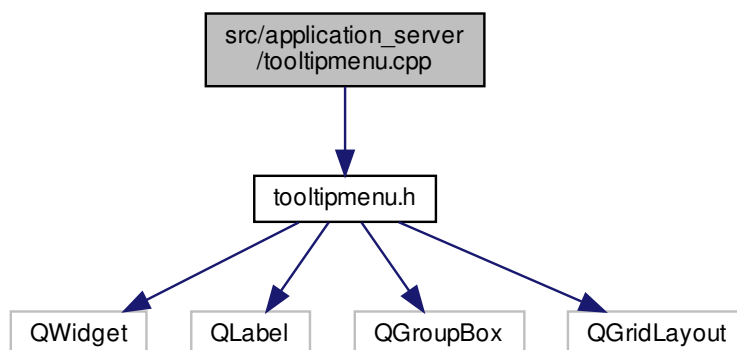 src/application_server
/tooltipmenu.cpp
tooltipmenu.h
QWidget
QLabel
QGroupBox
QGridLayout